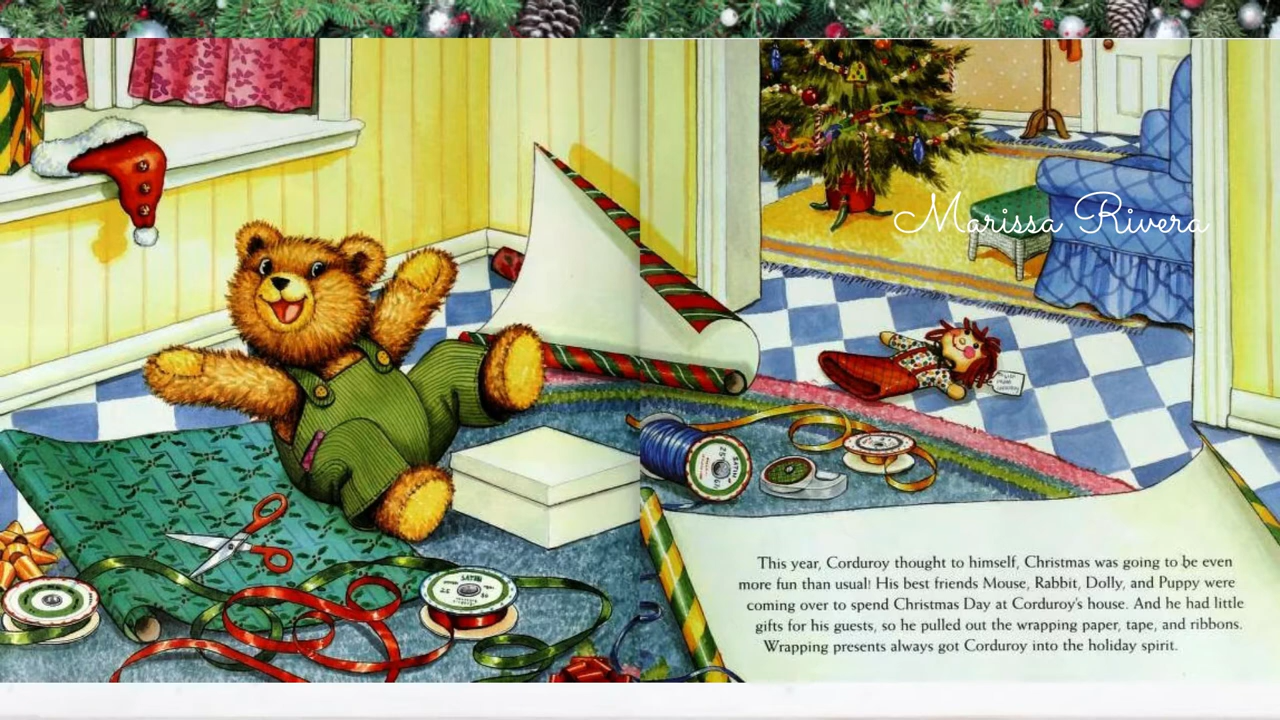 Marissa Rivera
SATIN
SATIN
This year, Corduroy thought to himself, Christmas was going to be even
more fun than usual! His best friends Mouse, Rabbit, Dolly, and Puppy were
coming over to spend Christmas Day at Corduroy's house. And he had little
gifts for his guests, so he pulled out the wrapping paper, tape, and ribbons.
Wrapping presents always got Corduroy into the holiday spirit.